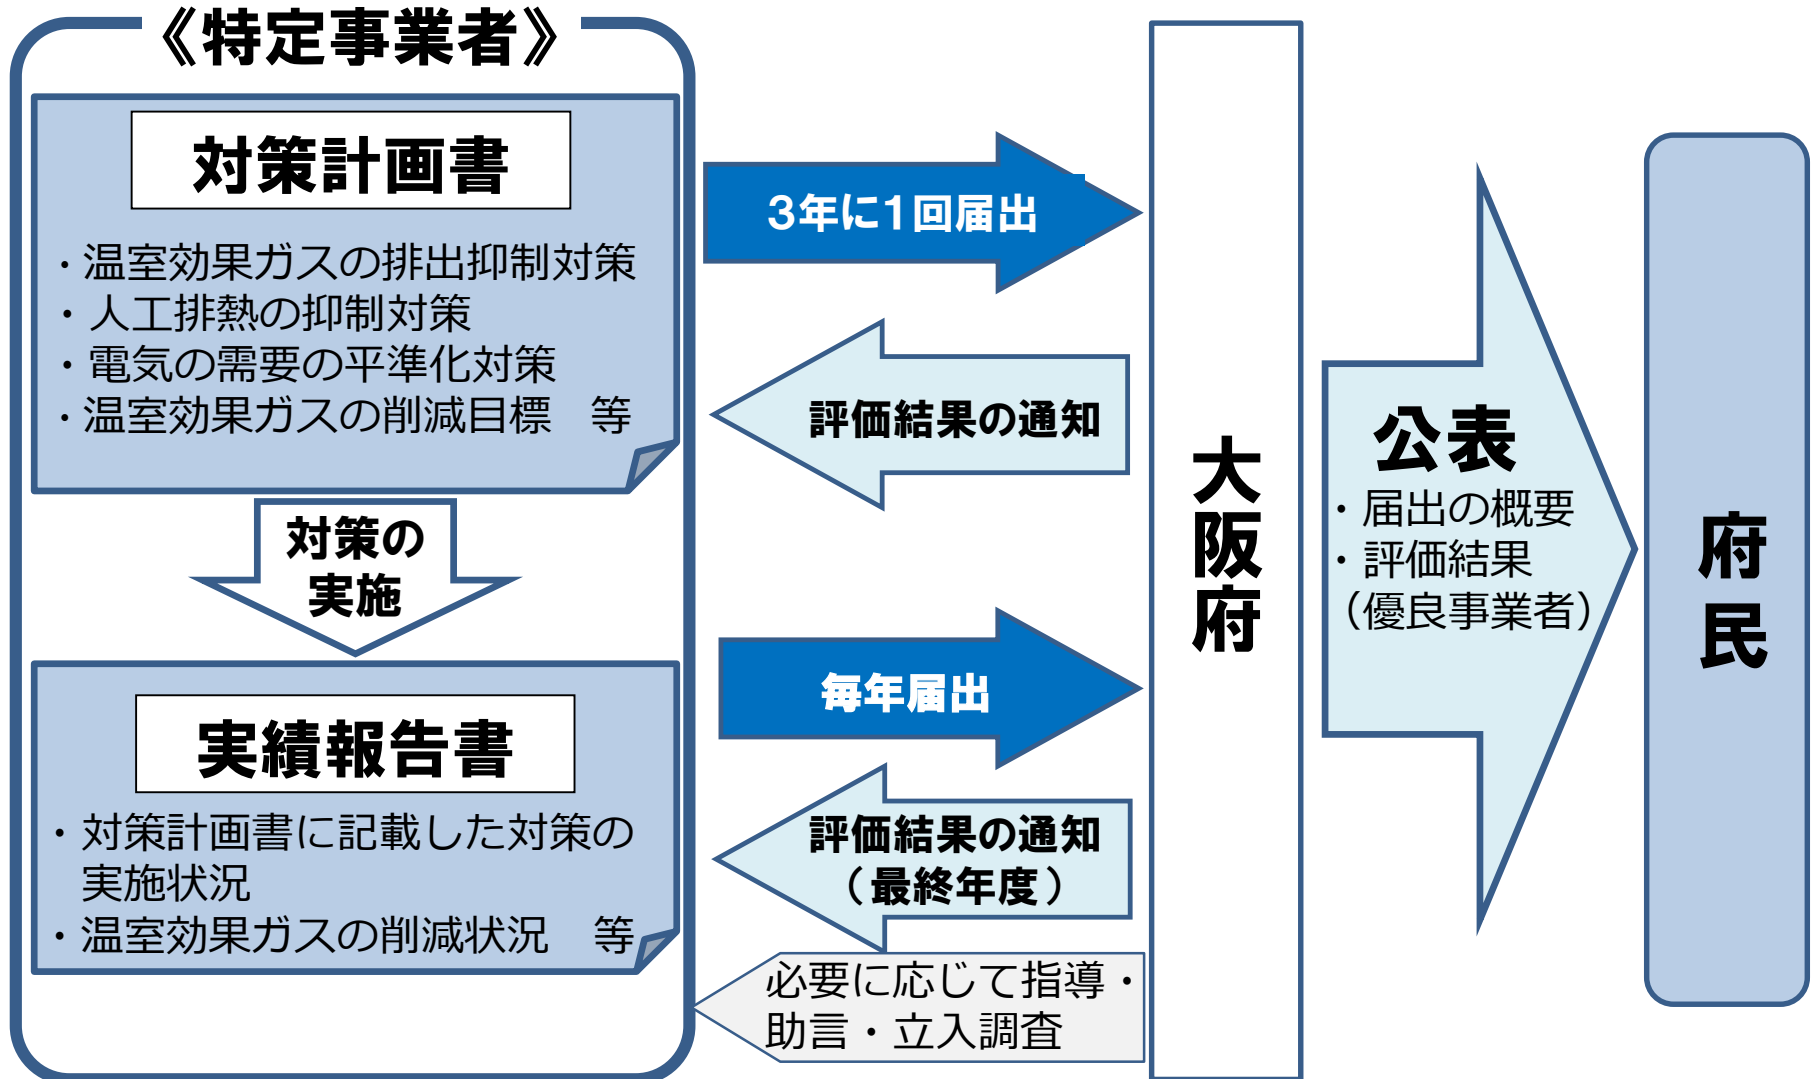 《特定事業者》
対策計画書
・温室効果ガスの排出抑制対策
・人工排熱の抑制対策
・電気の需要の平準化対策
・温室効果ガスの削減目標　等
対策の
実施
実績報告書
・対策計画書に記載した対策の
実施状況
・温室効果ガスの削減状況　等
3年に1回届出
評価結果の通知
毎年届出
評価結果の通知
（最終年度）
必要に応じて指導・
助言・立入調査
大阪府
公表
・届出の概要
・評価結果
（優良事業者）
府民